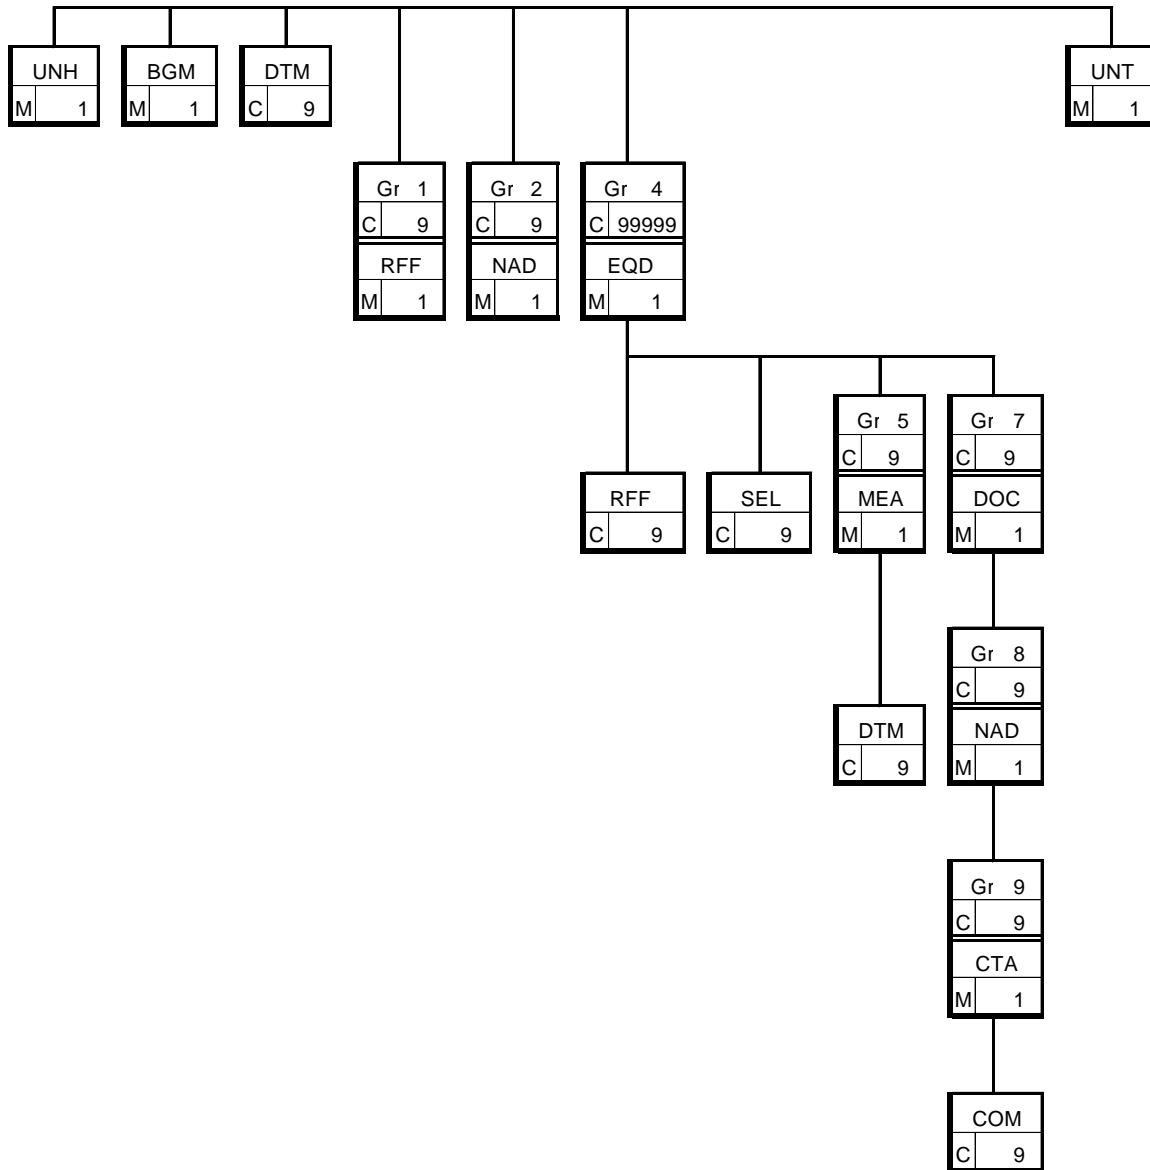 UNH
M 1
BGM
M 1
DTM
C 9
UNT
M 1
Gr 1
C 9
RFF
M 1
Gr 2
C 9
NAD
M 1
Gr 4
C 99999
EQD
M 1
RFF
C 9
SEL
C 9
Gr 5
C 9
MEA
M 1
DTM
C 9
Gr 7
C 9
DOC
M 1
Gr 8
C 9
NAD
M 1
Gr 9
C 9
CTA
M 1
COM
C 9